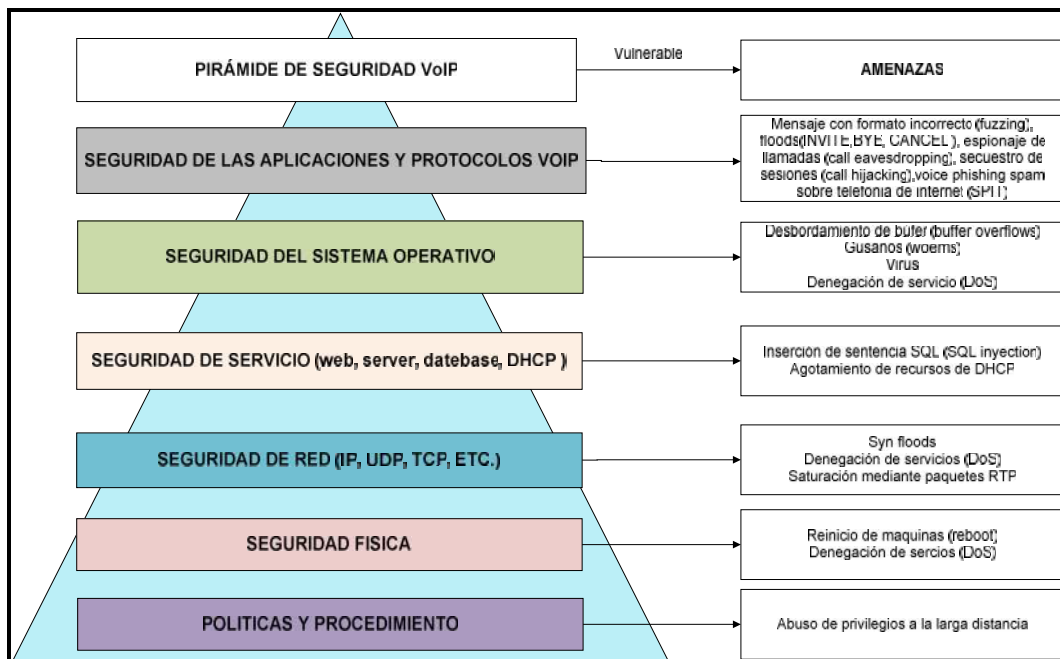 PIRÁMIDE DE SEGURIDAD VoIP
Vulnerable
AMENAZAS
SEGURIDAD DE LAS APLICACIONES Y PROTOCOLOS VOIP
Mensaje con formato incorrecto (fuzzing),
floods(INVITE,BYE, CANCEL ), espionaje de
llamadas (call eavesdropping), secuestro de
sesiones (call hijacking),voice phishing spam
sobre telefonía de internet (SPIT)
SEGURIDAD DEL SISTEMA OPERATIVO
Desbordamiento de búfer (buffer overflows)
Gusanos (woems)
Virus
Denegación de servicio (DoS)
SEGURIDAD DE SERVICIO (web, server, datebase, DHCP )
Inserción de sentencia SQL (SQL inyection)
Agotamiento de recursos de DHCP
SEGURIDAD DE RED (IP, UDP, TCP, ETC.)
Syn floods
Denegación de servicios (DoS)
Saturación mediante paquetes RTP
SEGURIDAD FISICA
Reinicio de maquinas (reboot)
Denegación de sercios (DoS)
POLITICAS Y PROCEDIMIENTO
Abuso de privilegios a la larga distancia